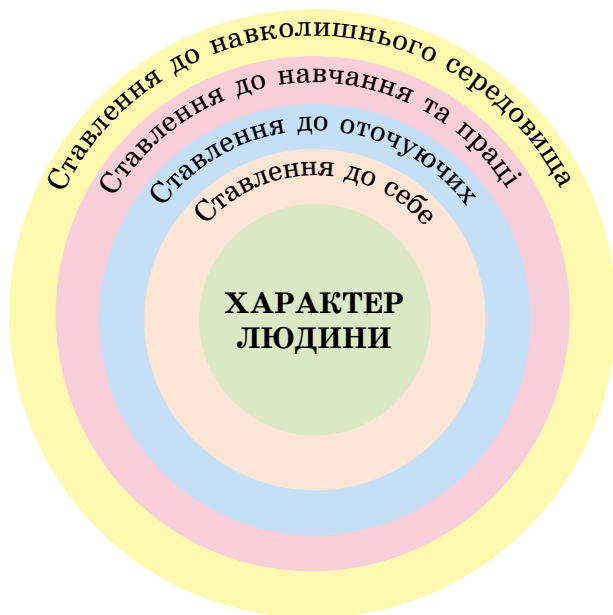 Ставлення до навколишнього середовища
Ставлення до навчання та праці
Ставлення до оточуючих
Ставлення до себе
ХАРАКТЕР
ЛЮДИНИ